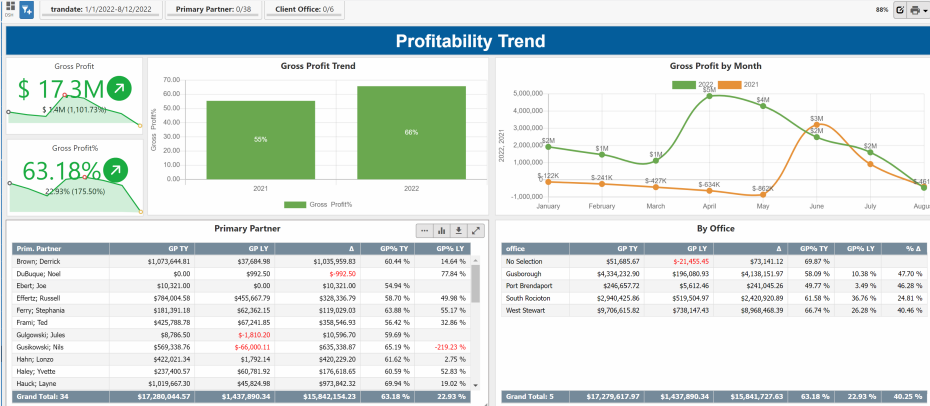 DSH
trandate: 1/1/2022-8/12/2022
Primary Partner: 0/38
Client Office: 0/6
88%
Profitability Trend
Gross Profit
$ 17.3M
$ 1.4M (1,101.73%)
Gross Profit%
63.18%
22.93% (175.50%)
Gross Profit Trend
Gross Profit%
70.00
60.00
50.00
40.00
30.00
20.00
10.00
0.00
55%
66%
2021
2022
Gross Profit%
Gross Profit by Month
2022
2021
2022, 2021
5,000,000
4,000,000
3,000,000
2,000,000
1,000,000
0
-1,000,000
$2M
$1M
$1M
$5M
$4M
$3M
$2M
$2M
$-122K
$-241K
$-427K
$-634K
$-862K
$-461
January
February
March
April
May
June
July
Augu
Primary Partner
Prim. Partner GP TY GP LY Δ GP% TY GP% LY
Brown; Derrick $1,073,644.81 $37,684.98 $1,035,959.83 60.44 % 14.64 %
DuBuque; Noel $0.00 $992.50 $-992.50 77.84 %
Ebert; Joe $10,321.00 $0.00 $10,321.00 54.94 %
Effertz; Russell $784,004.58 $455,667.79 $328,336.79 58.70 % 49.98 %
Ferry; Stephania $181,391.18 $62,362.15 $119,029.03 63.88 % 55.17 %
Frami; Ted $425,788.78 $67,241.85 $358,546.93 56.42 % 32.86 %
Gulgowski; Jules $8,786.50 $-1,810.20 $10,596.70 59.69 %
Gusikowski; Nils $569,338.76 $-66,000.11 $635,338.87 65.19 % -219.23 %
Hahn; Lonzo $422,021.34 $1,792.14 $420,229.20 61.62 % 2.75 %
Haley; Yvette $237,400.57 $60,781.92 $176,618.65 60.59 % 52.83 %
Hauck; Layne $1,019,667.30 $45,824.98 $973,842.32 69.94 % 19.02 %
Grand Total: 34 $17,280,044.57 $1,437,890.34 $15,842,154.23 63.18 % 22.93 %
By Office
office GP TY GP LY Δ GP% TY GP% LY % Δ
No Selection $51,685.67 $-21,455.45 $73,141.12 69.87 %
Gusborough $4,334,232.90 $196,080.93 $4,138,151.97 58.09 % 10.38 % 47.70 %
Port Brendaport $246,657.72 $5,612.46 $241,045.26 49.77 % 3.49 % 46.28 %
South Rocioton $2,940,425.86 $519,504.97 $2,420,920.89 61.58 % 36.76 % 24.81 %
West Stewart $9,706,615.82 $738,147.43 $8,968,468.39 66.74 % 26.28 % 40.46 %
Grand Total: 5 $17,279,617.97 $1,437,890.34 $15,841,727.63 63.18 % 22.93 % 40.25 %